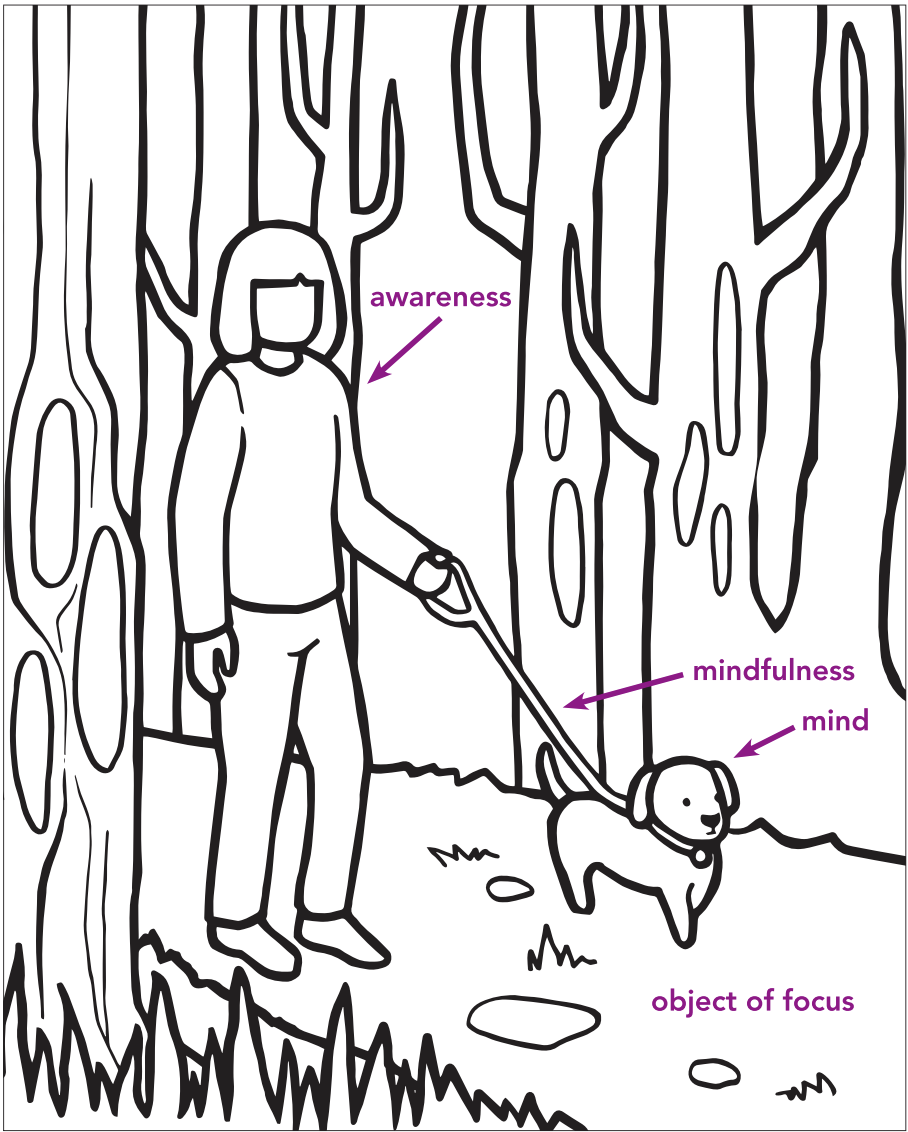 awareness
mindfulness
mind
object of focus